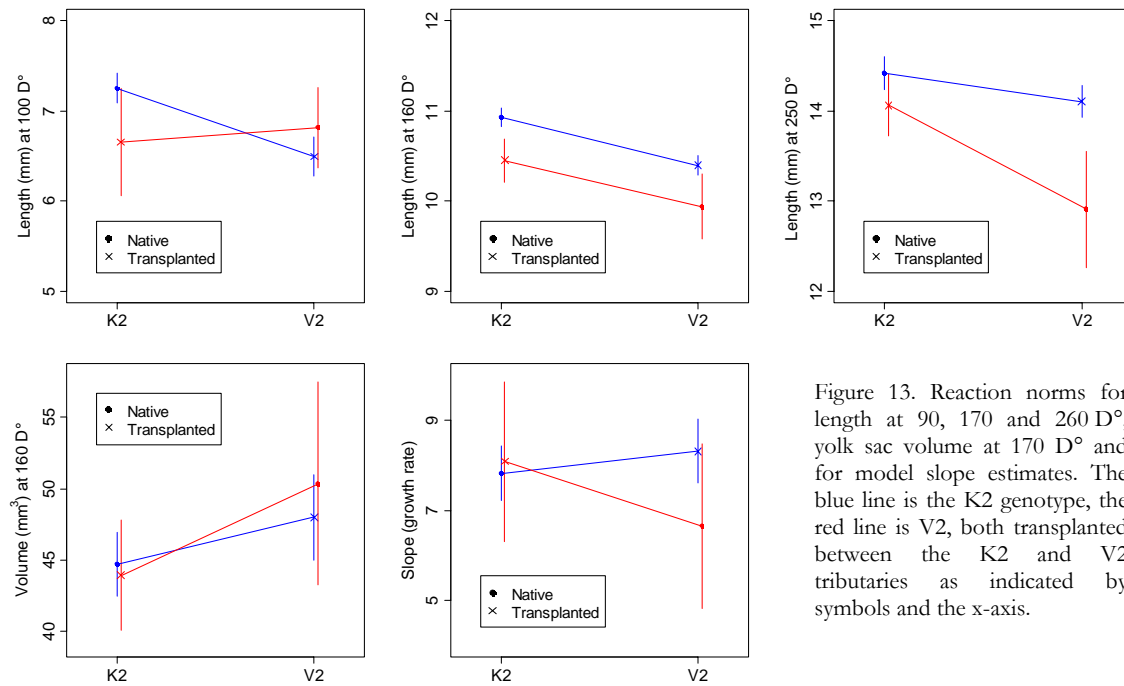 Length (mm) at 100 D°
8
7
6
5
Native
Transplanted
K2
V2
Length (mm) at 160 D°
12
11
10
9
Native
Transplanted
K2
V2
Length (mm) at 250 D°
15
14
13
12
Native
Transplanted
K2
V2
Volume (mm³) at 160 D°
55
50
45
40
Native
Transplanted
K2
V2
Slope (growth rate)
9
7
5
Native
Transplanted
K2
V2
Figure 13. Reaction norms for
length at 90, 170 and 260 D°,
yolk sac volume at 170 D° and
for model slope estimates. The
blue line is the K2 genotype, the
red line is V2, both transplanted
between the K2 and V2
tributaries as indicated by
symbols and the x-axis.